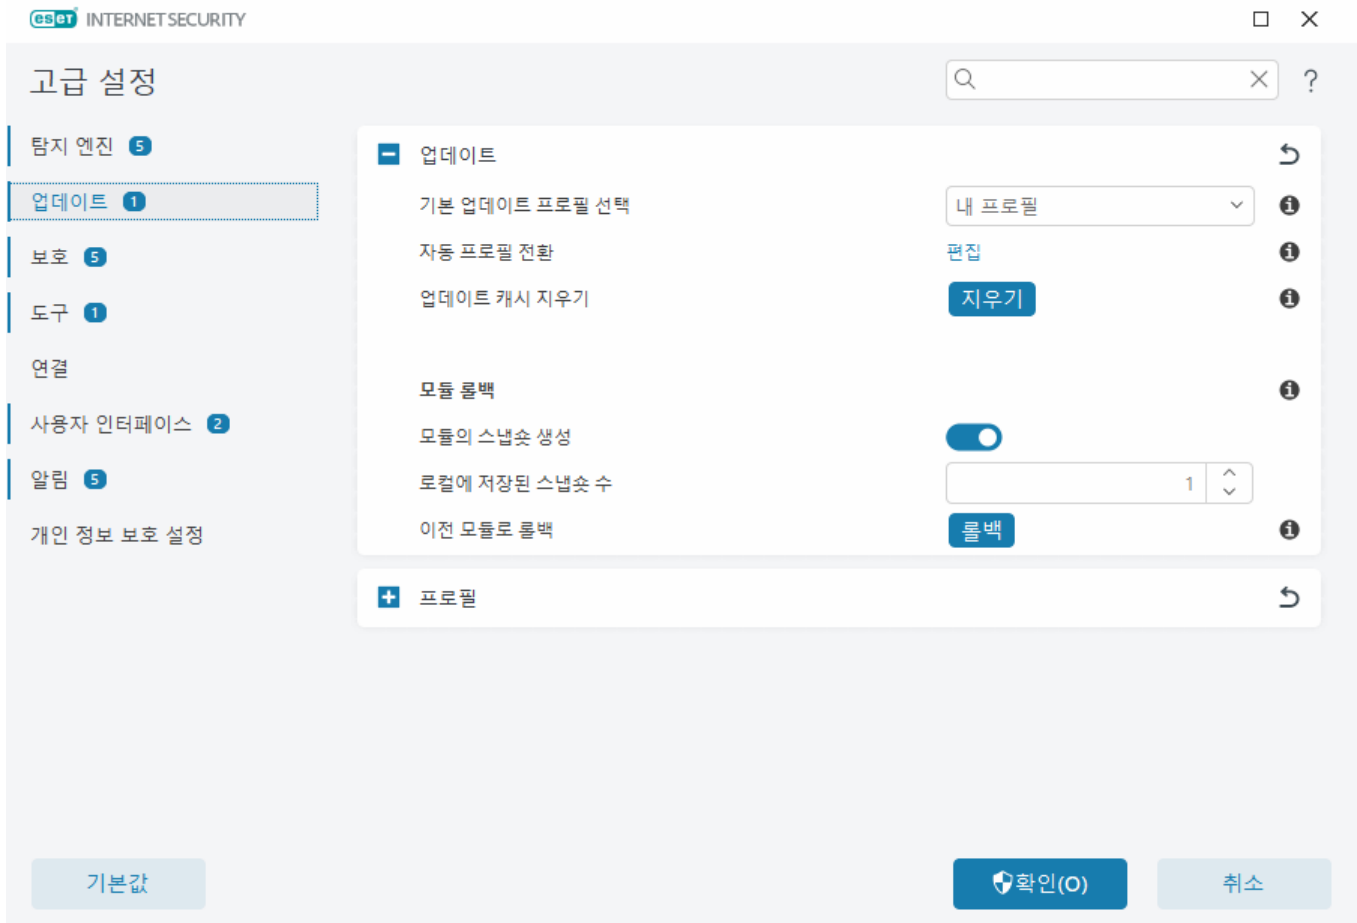 eset INTERNET SECURITY
고급 설정
?
탐지 엔진 5
업데이트 1
보호 5
도구 1
연결
사용자 인터페이스 2
알림 5
개인 정보 보호 설정
업데이트
기본 업데이트 프로필 선택 내 프로필
자동 프로필 전환 편집
업데이트 캐시 지우기 지우기
모듈 롤백
모듈의 스냅숏 생성
로컬에 저장된 스냅숏 수 1
이전 모듈로 롤백 롤백
프로필
기본값 확인(O) 취소